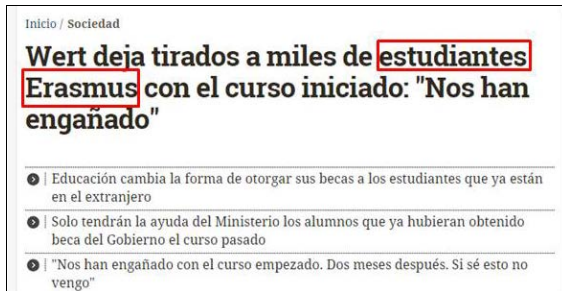 Inicio / Sociedad
Wert deja tirados a miles de estudiantes
Erasmus con el curso iniciado: "Nos han
engañado"
Educación cambia la forma de otorgar sus becas a los estudiantes que ya están
en el extranjero
Solo tendrán la ayuda del Ministerio los alumnos que ya hubieran obtenido
beca del Gobierno el curso pasado
"Nos han engañado con el curso empezado. Dos meses después. Si sé esto no
vengo"